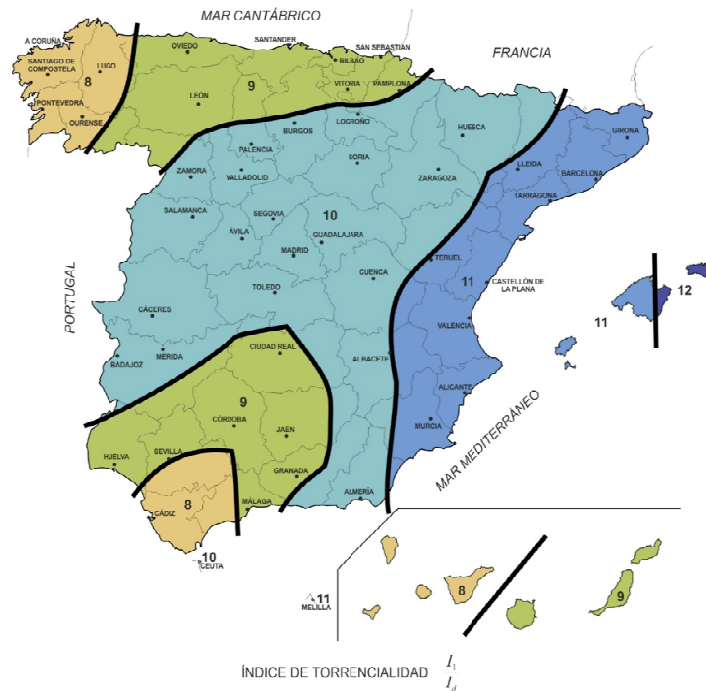 MAR CANTÁBRICO
A CORUÑA
OVIEDO
SANTANDER
SAN SEBASTIÁN
FRANCIA
SANTIAGO DE
COMPOSTELA
LUGO
8
BILBAO
9
LEÓN
VITORIA
PAMPLONA
PONTEVEDRA
OURENSE
BURGOS
LOGROÑO
HUESCA
GIRONA
PALENCIA
ZAMORA
VALLADOLID
SORIA
ZARAGOZA
LLEIDA
BARCELONA
TARRAGONA
SALAMANCA
SEGOVIA
10
ÁVILA
GUADALAJARA
MADRID
TERUEL
CUENCA
11
CASTELLÓN DE
LA PLANA
12
TOLEDO
PORTUGAL
CÁCERES
VALENCIA
11
BADAJOZ
MÉRIDA
CIUDAD REAL
ALBACETE
ALICANTE
9
CÓRDOBA
MURCIA
MAR MEDITERRÁNEO
JAÉN
HUELVA
SEVILLA
GRANADA
8
CÁDIZ
MÁLAGA
ALMERÍA
10
CEUTA
11
MELILLA
8
9
ÍNDICE DE TORRENCIALIDAD I₁/I_d